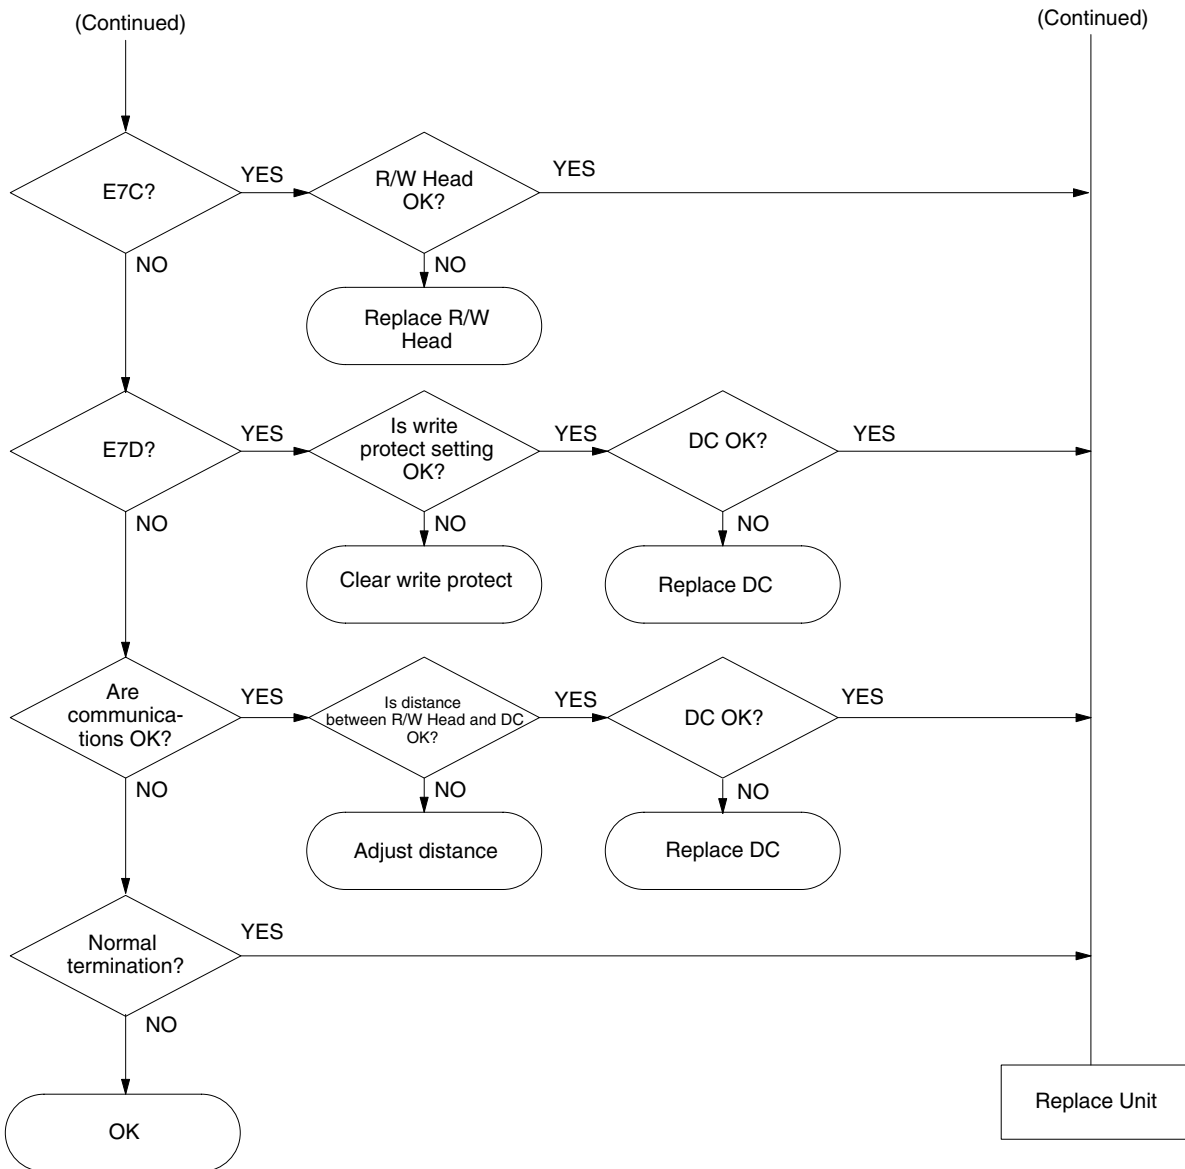 (Continued)
(Continued)
E7C?
YES
R/W Head
OK?
YES
NO
NO
Replace R/W
Head
E7D?
YES
Is write
protect setting
OK?
YES
DC OK?
YES
NO
NO
NO
Clear write protect
Replace DC
Are
communica-
tions OK?
YES
Is distance
between R/W Head and DC
OK?
YES
DC OK?
YES
NO
NO
NO
Adjust distance
Replace DC
Normal
termination?
YES
NO
OK
Replace Unit